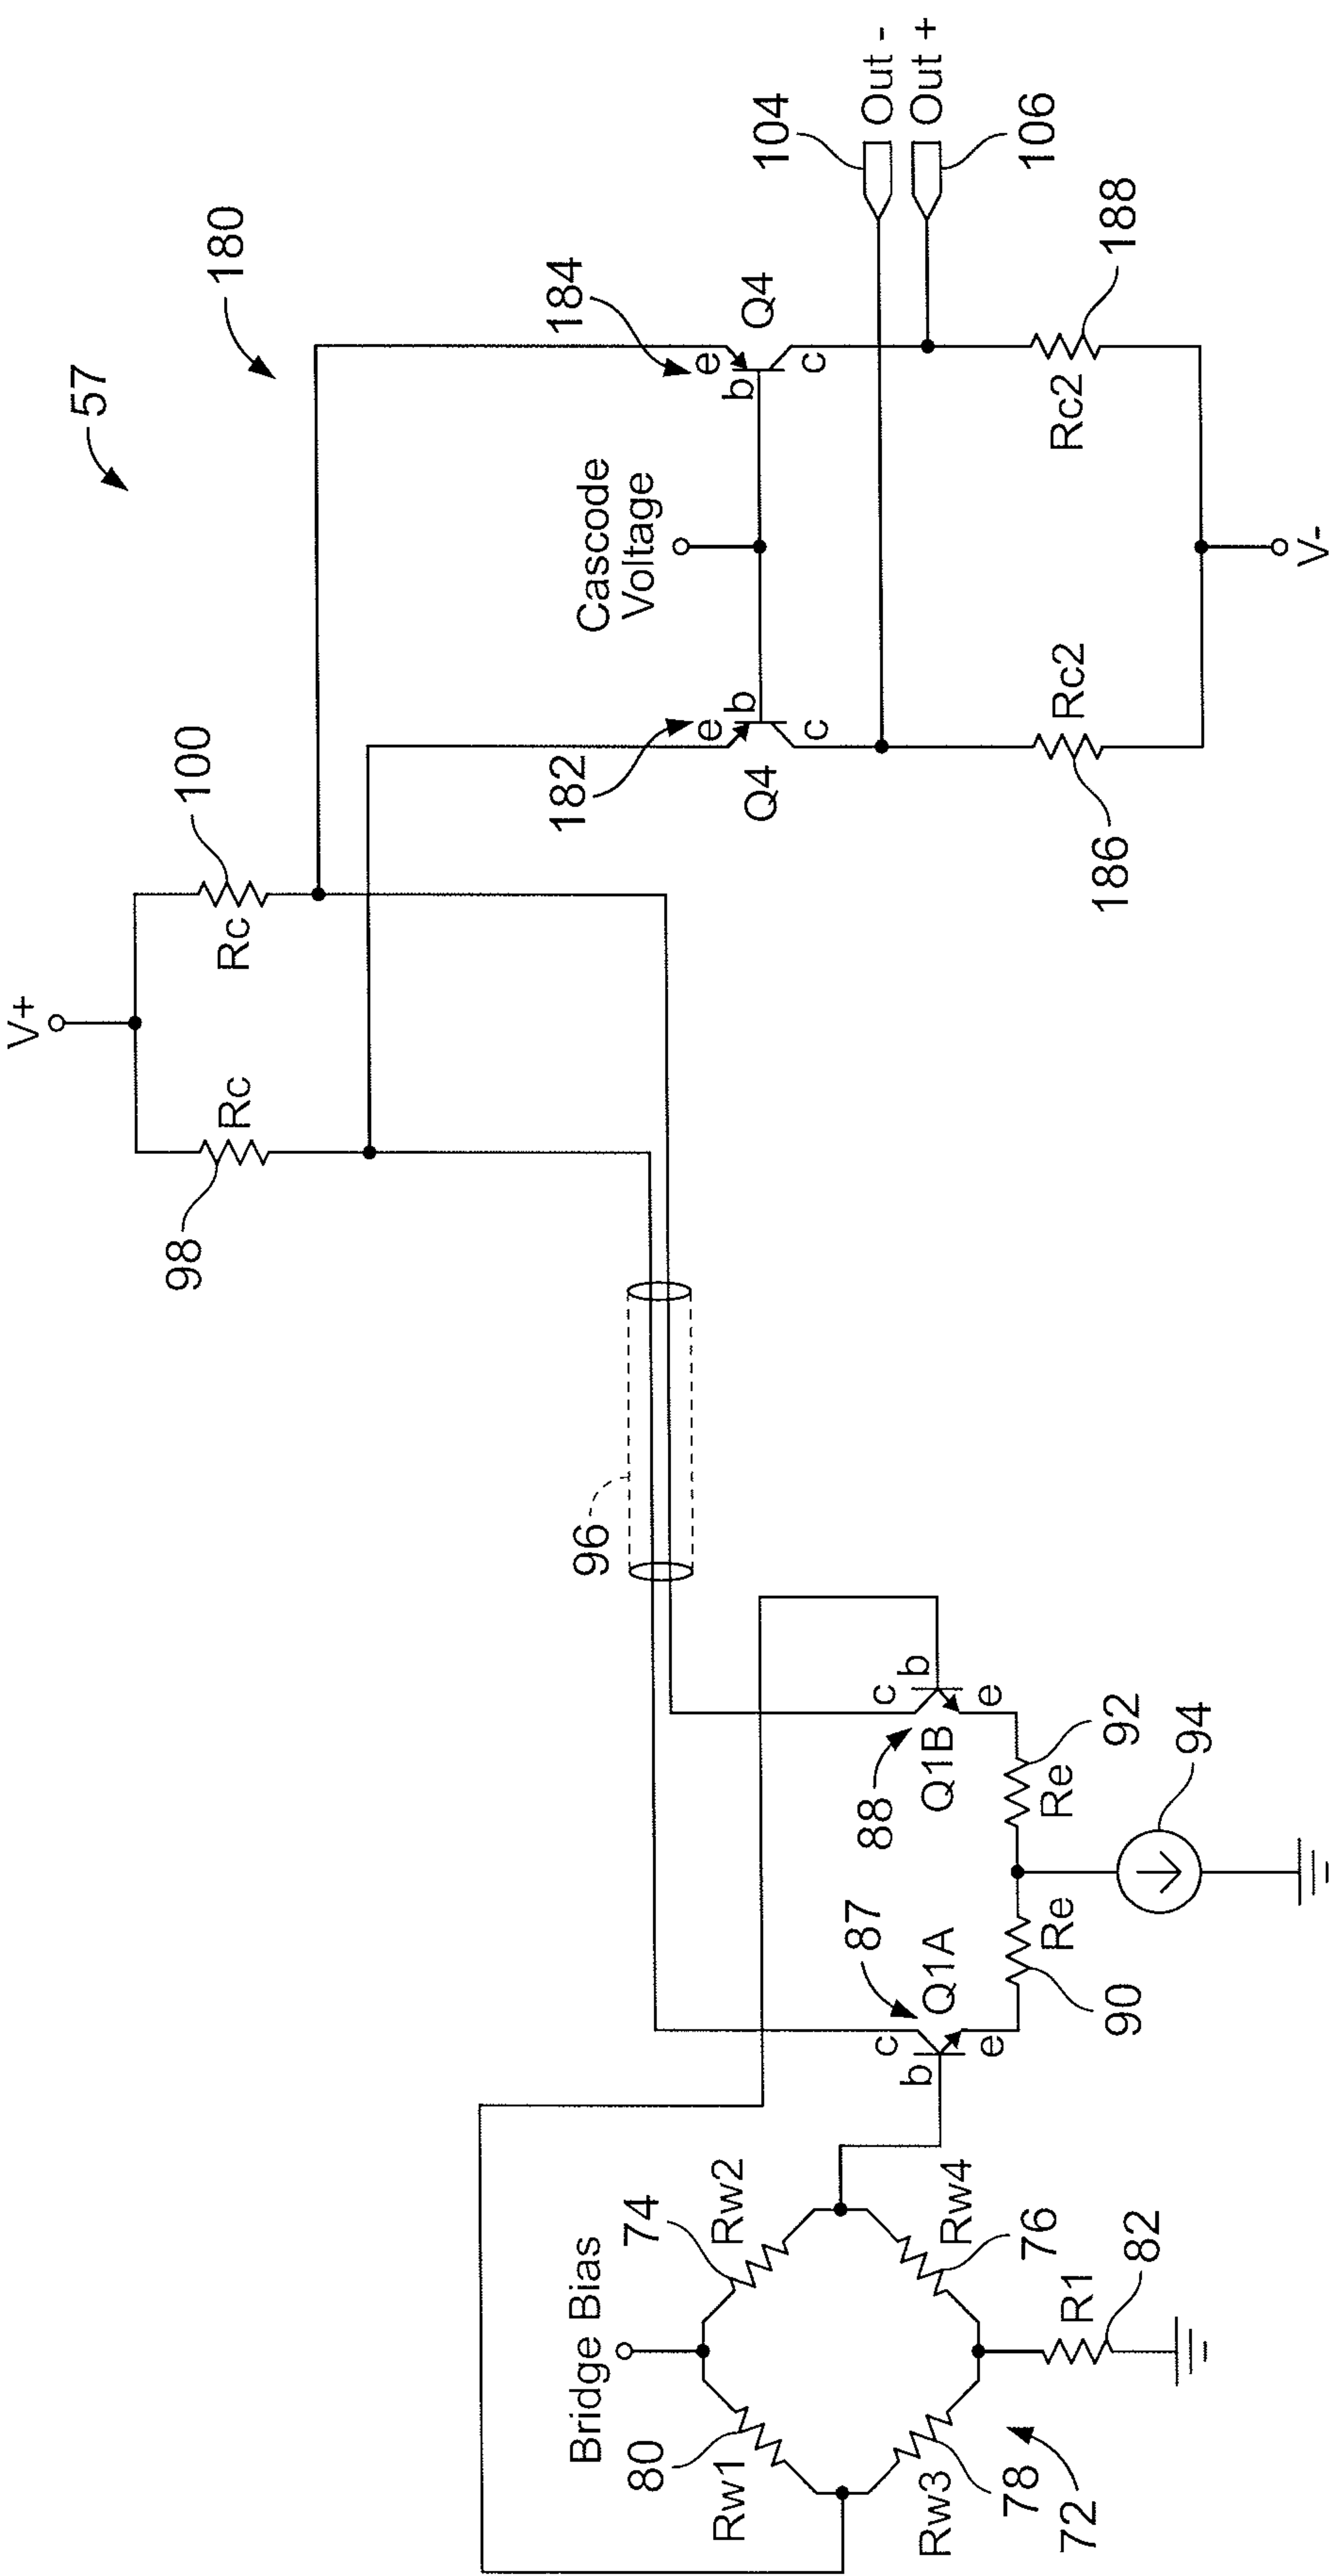 57
180
V+
Rc
Rc
98
100
96
182
184
e
b
c
Q4
e
b
c
Q4
Cascode
Voltage
104
106
Out -
Out +
Rc2
Rc2
186
188
V-
Bridge Bias
80
Rw1
74
Rw2
Rw3
78
Rw4
76
72
R1
82
87
Q1A
c
b
e
88
Q1B
c
b
e
Re
90
Re
92
94